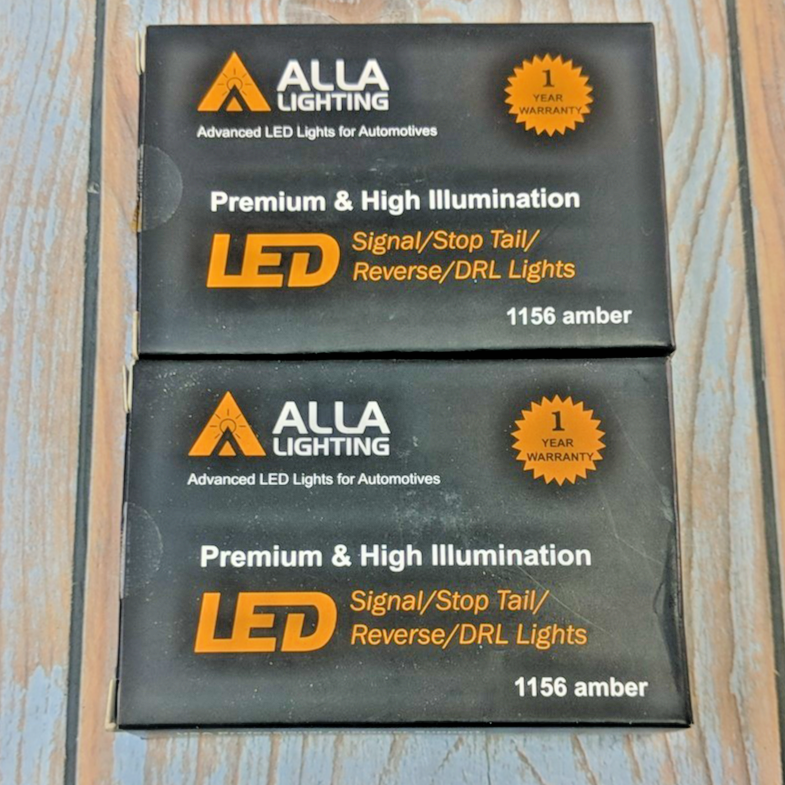 ALLA
LIGHTING
Advanced LED Lights for Automotives
1
YEAR
WARRANTY
Premium & High Illumination
LED
Signal/Stop Tail/
Reverse/DRL Lights
1156 amber
ALLA
LIGHTING
Advanced LED Lights for Automotives
1
YEAR
WARRANTY
Premium & High Illumination
LED
Signal/Stop Tail/
Reverse/DRL Lights
1156 amber